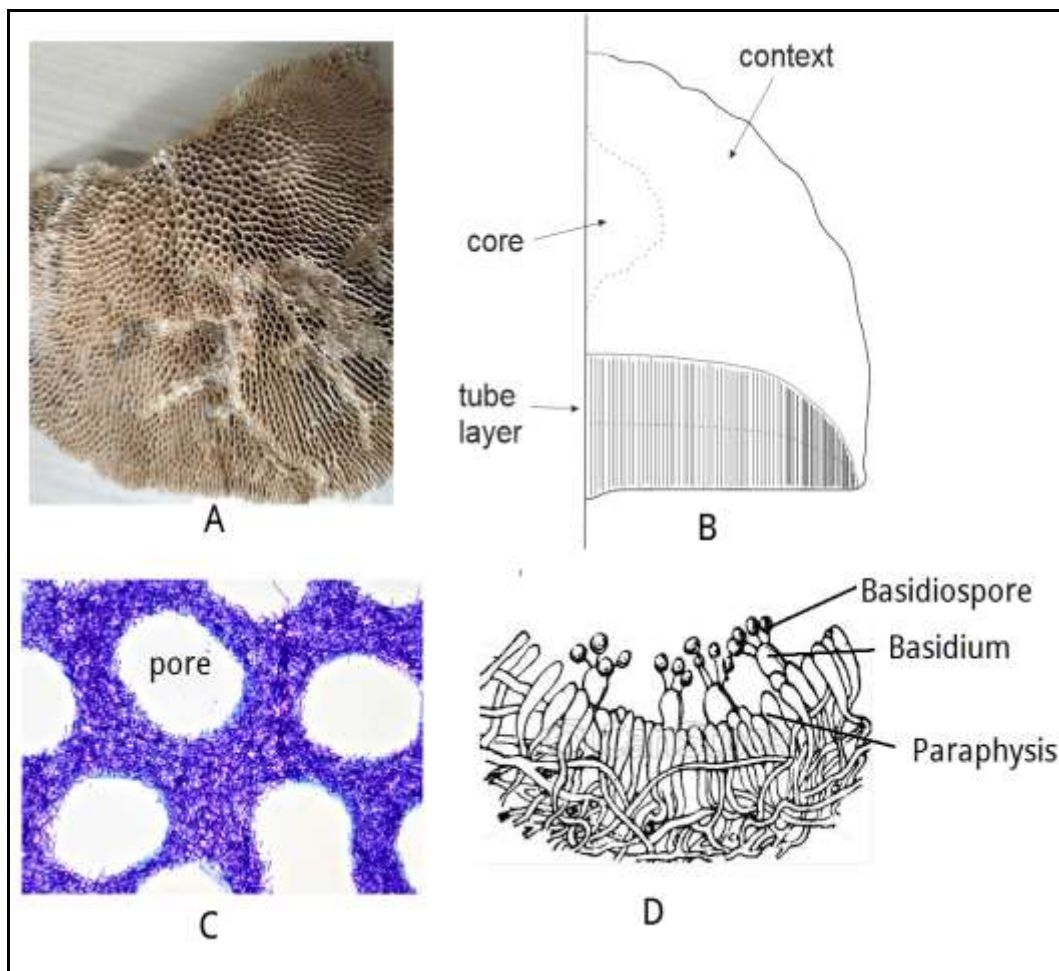 context
core
tube
layer
A
B
pore
Basidiospore
Basidium
Paraphysis
C
D